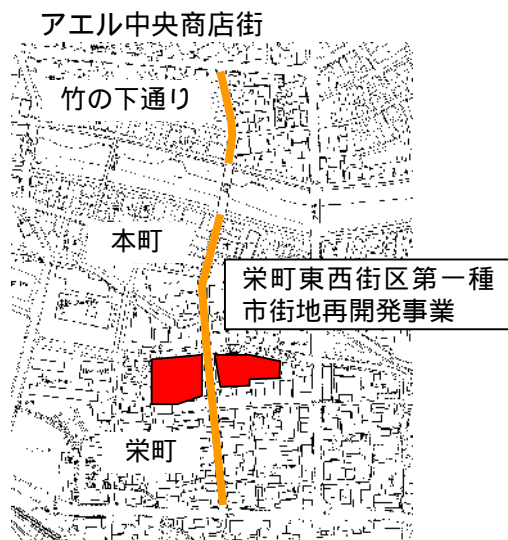 アエル中央商店街
竹の下通り
本町
栄町東西街区第一種
市街地再開発事業
栄町